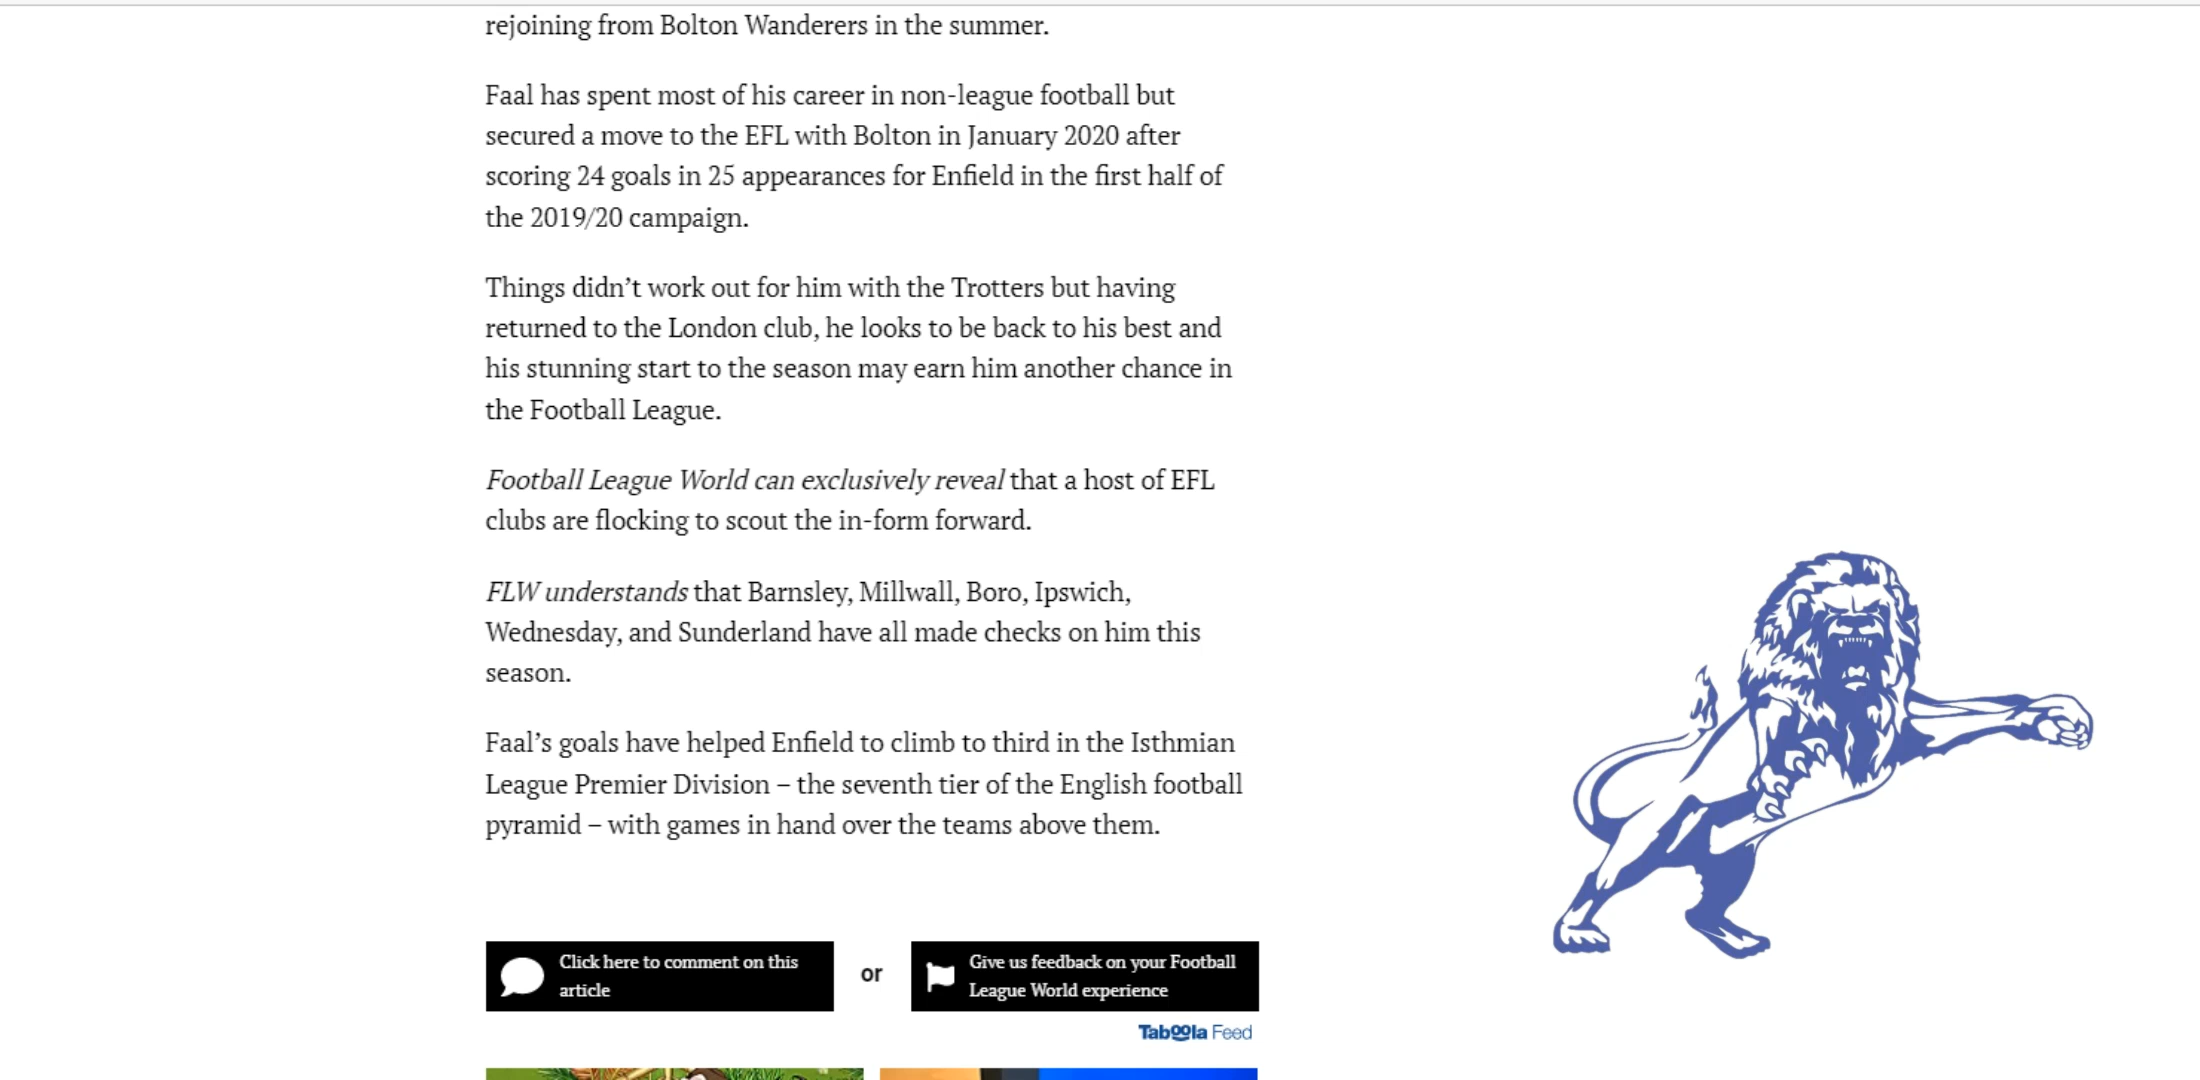 rejoining from Bolton Wanderers in the summer.
Faal has spent most of his career in non-league football but
secured a move to the EFL with Bolton in January 2020 after
scoring 24 goals in 25 appearances for Enfield in the first half of
the 2019/20 campaign.
Things didn’t work out for him with the Trotters but having
returned to the London club, he looks to be back to his best and
his stunning start to the season may earn him another chance in
the Football League.
Football League World can exclusively reveal that a host of EFL
clubs are flocking to scout the in-form forward.
FLW understands that Barnsley, Millwall, Boro, Ipswich,
Wednesday, and Sunderland have all made checks on him this
season.
Faal’s goals have helped Enfield to climb to third in the Isthmian
League Premier Division – the seventh tier of the English football
pyramid – with games in hand over the teams above them.
Click here to comment on this
article
or
Give us feedback on your Football
League World experience
Taboola Feed